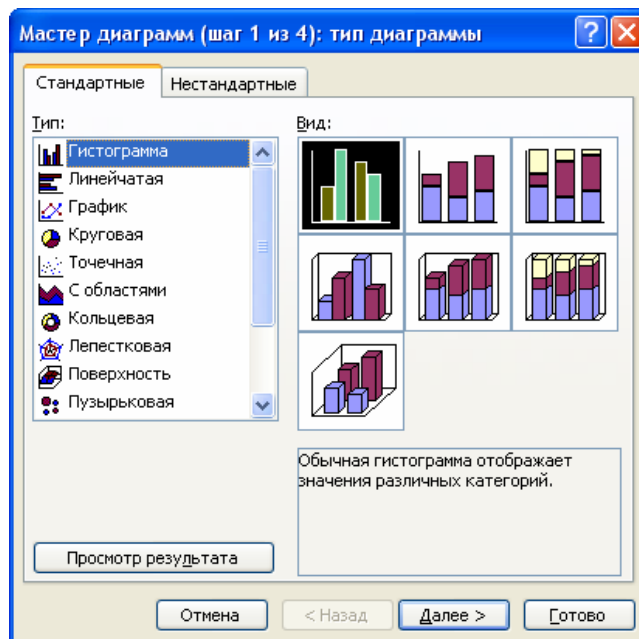 Мастер диаграмм (шаг 1 из 4): тип диаграммы
Стандартные
Нестандартные
Тип:
Гистограмма
Линейчатая
График
Круговая
Точечная
С областями
Кольцевая
Лепестковая
Поверхность
Пузырьковая
Вид:
Обычная гистограмма отображает
значения различных категорий.
Просмотр результата
Отмена
< Назад
Далее >
Готово